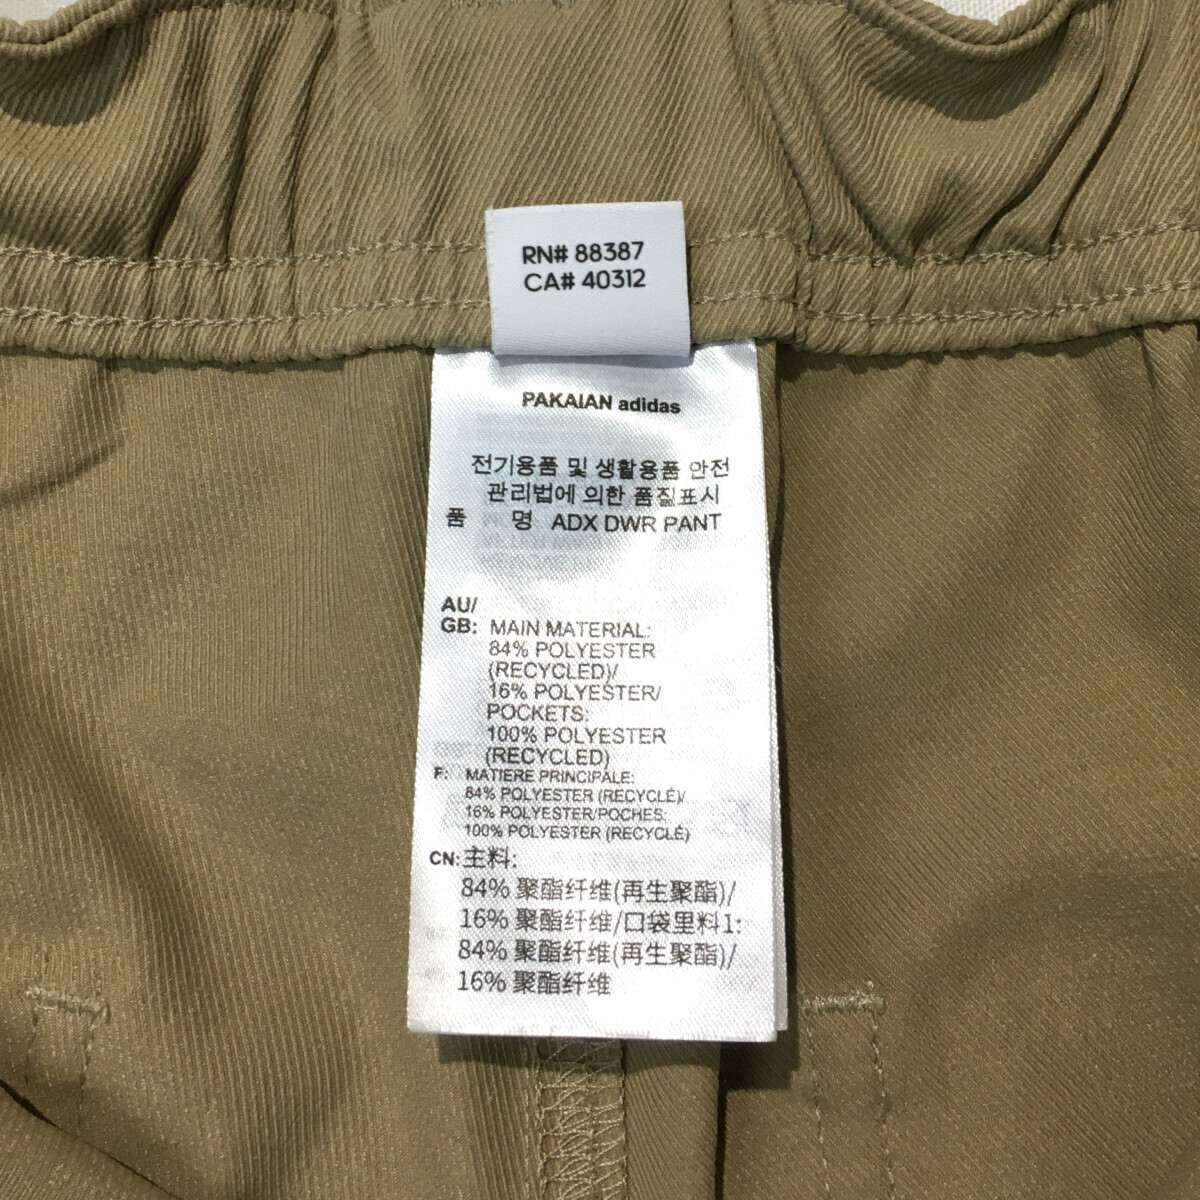 RN# 88387
CA# 40312
PAKAIAN adidas
전기용품 및 생활용품 안전
관리법에 의한 품질표시
품 명 ADX DWR PANT
AU/
GB: MAIN MATERIAL:
84% POLYESTER
(RECYCLED)/
16% POLYESTER/
POCKETS:
100% POLYESTER
(RECYCLED)
F: MATIERE PRINCIPALE:
84% POLYESTER (RECYCLÉ)/
16% POLYESTER/POCHES:
100% POLYESTER (RECYCLÉ)
CN: 主料:
84% 聚酯纤维(再生聚酯)/
16% 聚酯纤维/口袋里料1:
84% 聚酯纤维(再生聚酯)/
16% 聚酯纤维